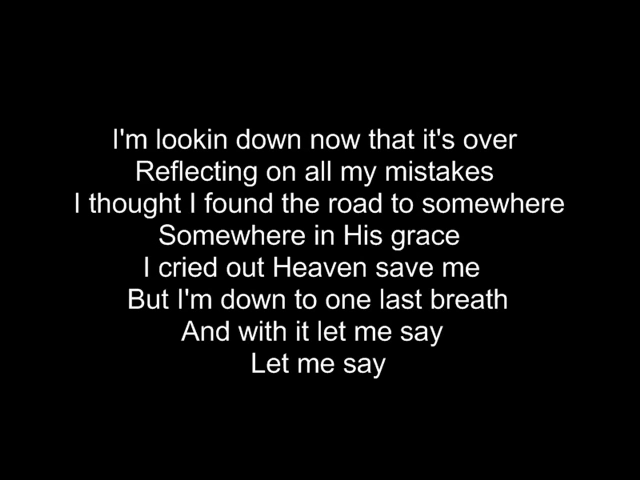 I'm lookin down now that it's over
Reflecting on all my mistakes
I thought I found the road to somewhere
Somewhere in His grace
I cried out Heaven save me
But I'm down to one last breath
And with it let me say
Let me say